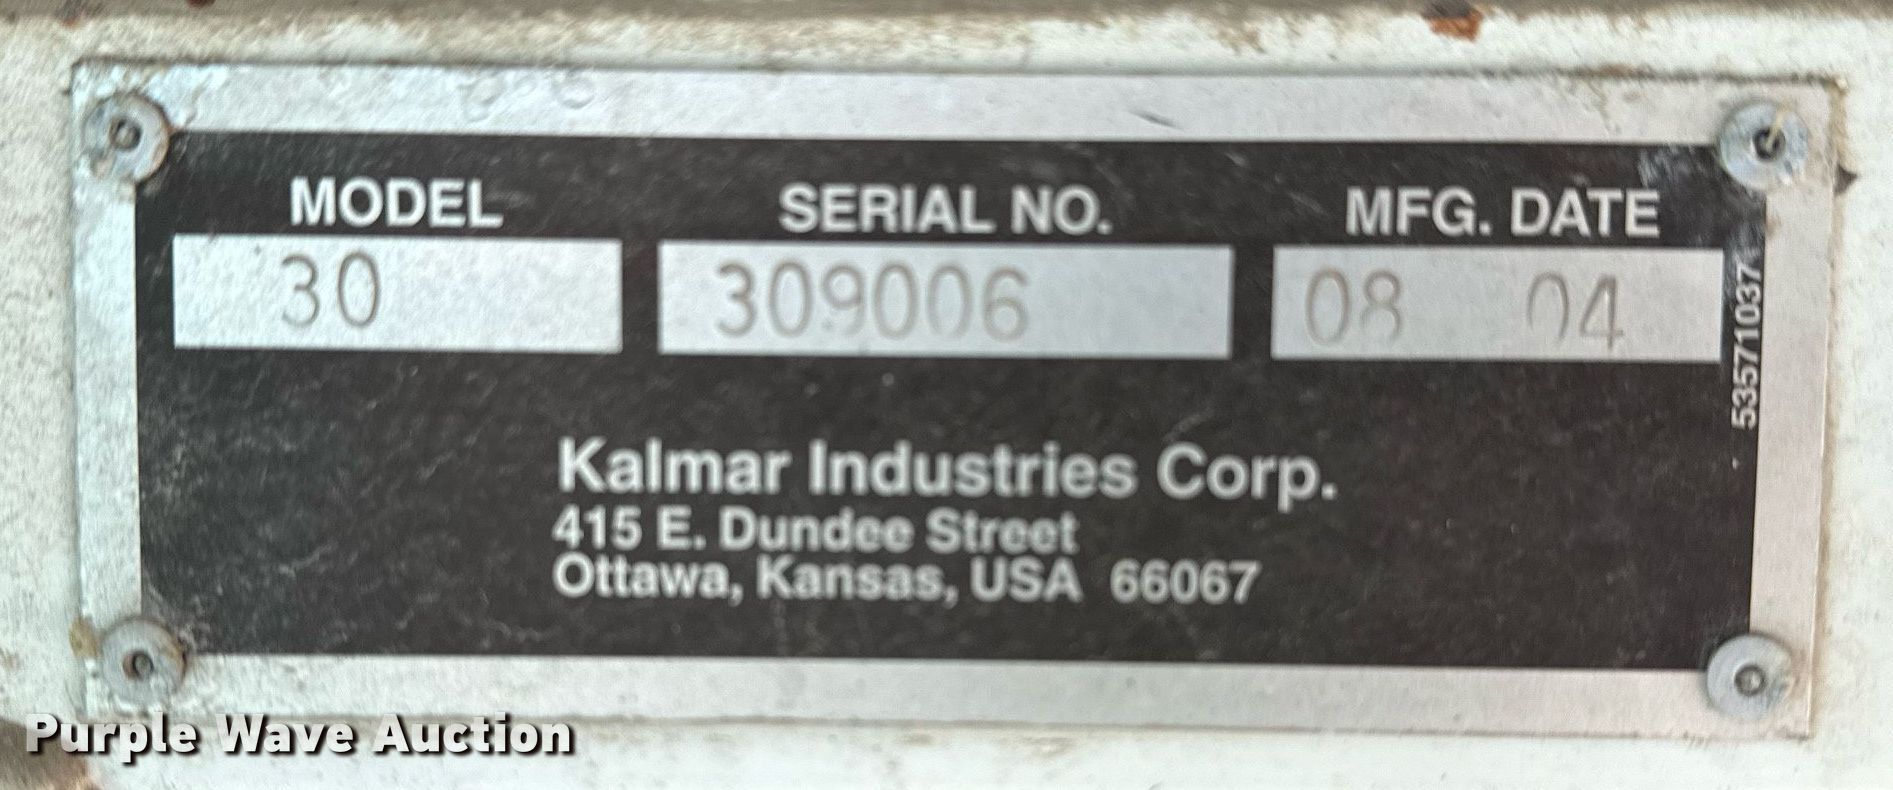 MODEL SERIAL NO. MFG. DATE
30 309006 08 04
53571037
Kalmar Industries Corp.
415 E. Dundee Street
Ottawa, Kansas, USA 66067
Purple Wave Auction